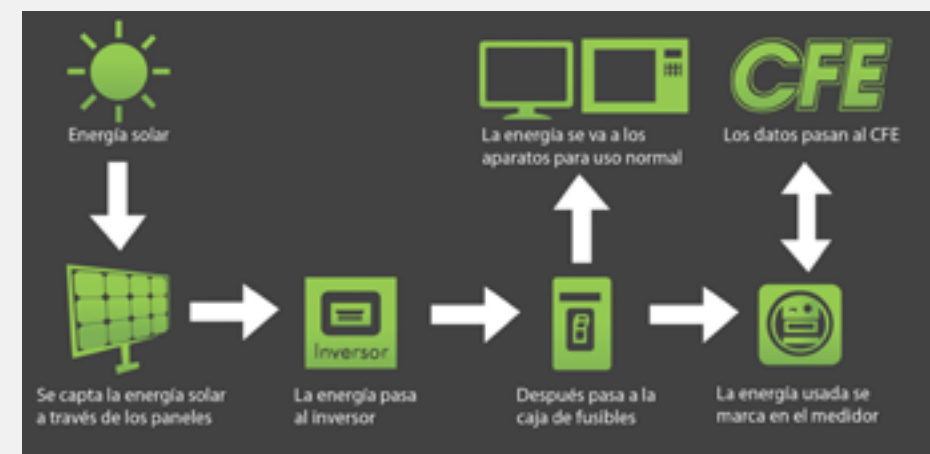 Energía solar
La energía se va a los
aparatos para uso normal
CFE
Los datos pasan al CFE
Inversor
Se capta la energía solar
a través de los paneles
La energía pasa
al inversor
Después pasa a la
caja de fusibles
La energía usada se
marca en el medidor